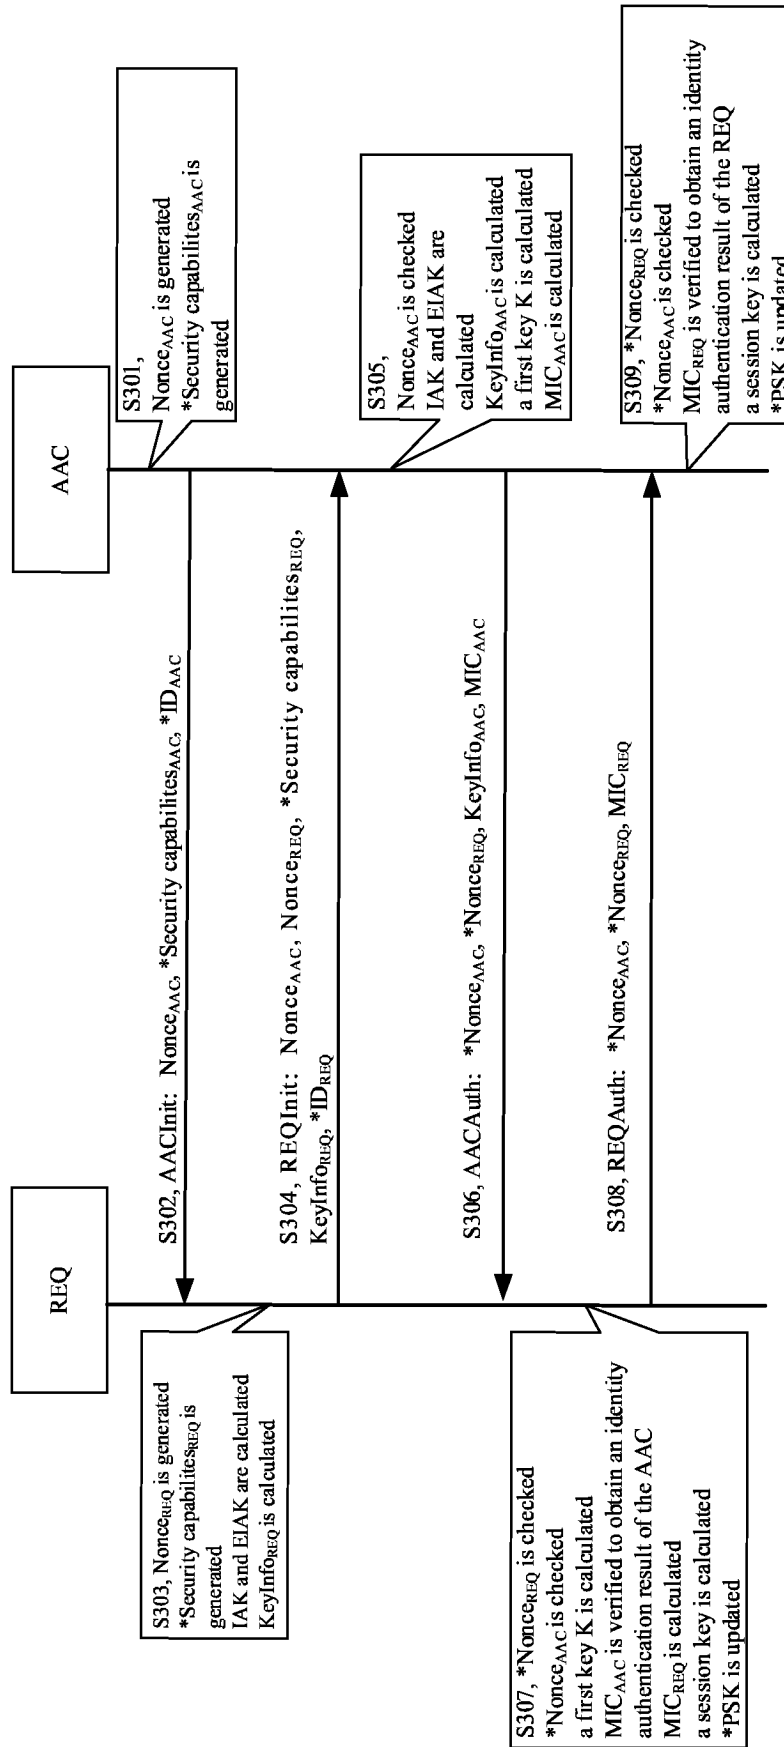 REQ
AAC
S301,
Nonce_AAC is generated
*Security capabilites_AAC is
generated
S302, AACInit: Nonce_AAC, *Security capabilites_AAC, *ID_AAC
S303, Nonce_REQ is generated
*Security capabilites_REQ is
generated
IAK and EIAK are calculated
KeyInfo_REQ is calculated
S304, REQInit: Nonce_AAC, Nonce_REQ, *Security capabilites_REQ,
KeyInfo_REQ, *ID_REQ
S305,
Nonce_AAC is checked
IAK and EIAK are
calculated
KeyInfo_AAC is calculated
a first key K is calculated
MIC_AAC is calculated
S306, AACAuth: *Nonce_AAC, *Nonce_REQ, KeyInfo_AAC, MIC_AAC
S307, *Nonce_REQ is checked
*Nonce_AAC is checked
a first key K is calculated
MIC_AAC is verified to obtain an identity
authentication result of the AAC
MIC_REQ is calculated
a session key is calculated
*PSK is updated
S308, REQAuth: *Nonce_AAC, *Nonce_REQ, MIC_REQ
S309, *Nonce_REQ is checked
*Nonce_AAC is checked
MIC_REQ is verified to obtain an identity
authentication result of the REQ
a session key is calculated
*PSK is updated